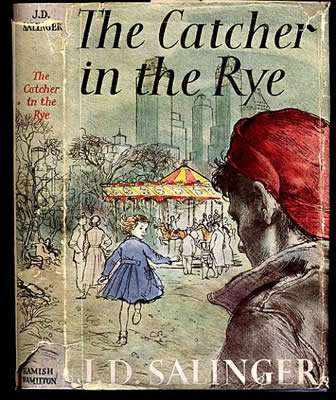 J.D.
SALINGER
The
Catcher
in the
Rye
HAMISH
HAMILTON
The Catcher
in the Rye
J.D. SALINGER